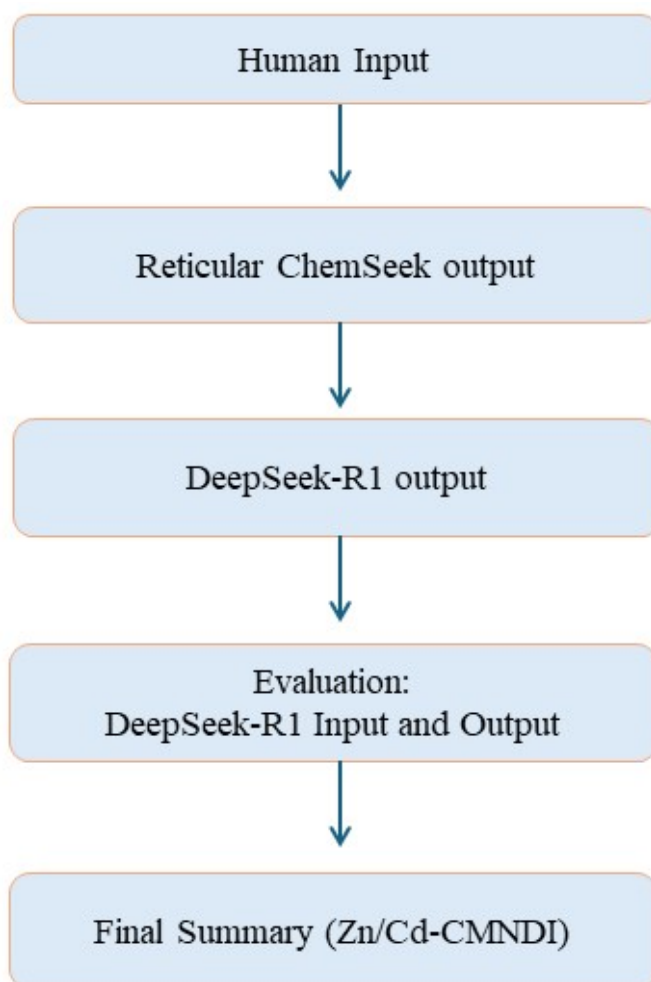 Human Input
Reticular ChemSeek output
DeepSeek-R1 output
Evaluation:
DeepSeek-R1 Input and Output
Final Summary (Zn/Cd-CMNDI)